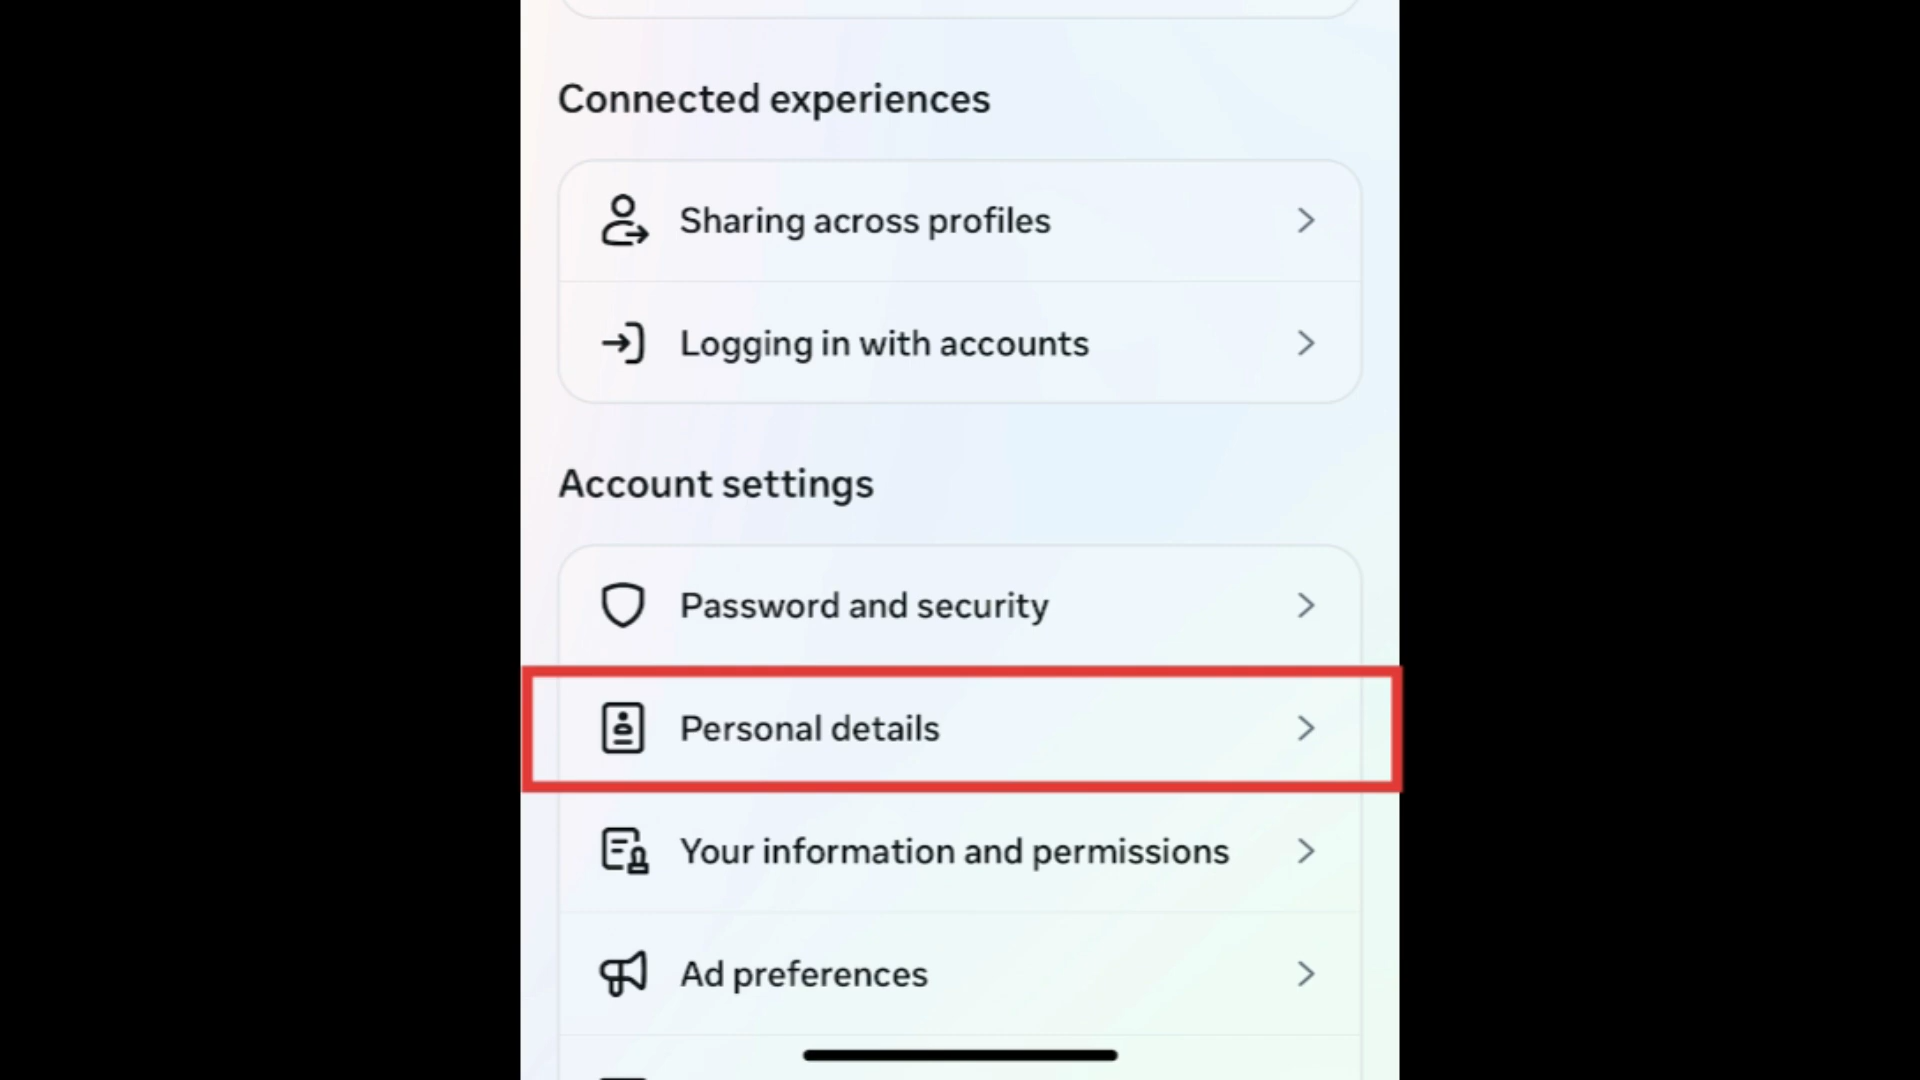 Connected experiences
Sharing across profiles
Logging in with accounts
Account settings
Password and security
Personal details
Your information and permissions
Ad preferences